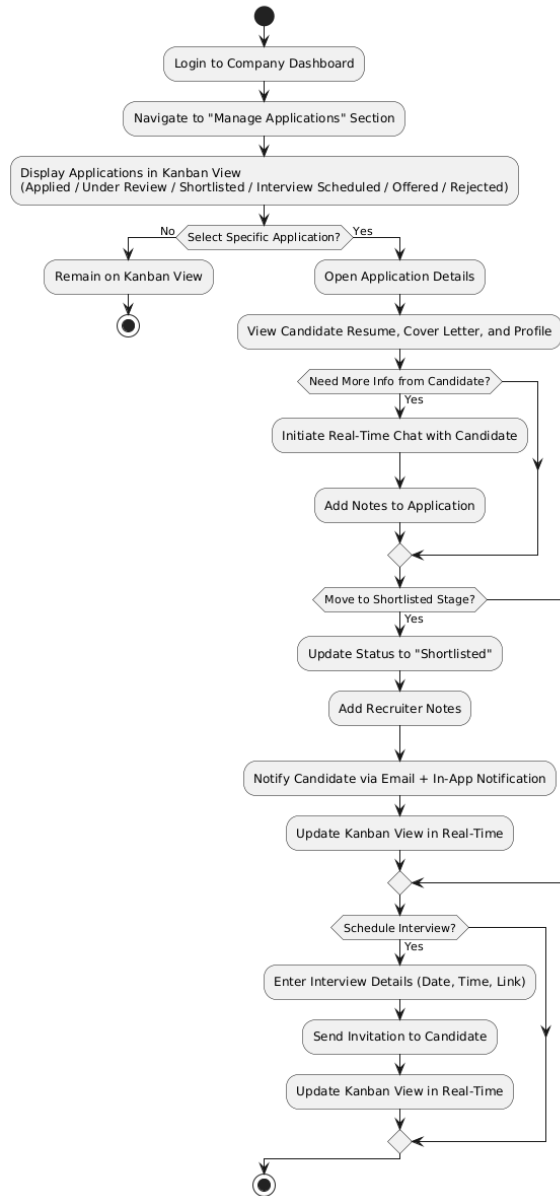 Login to Company Dashboard
Navigate to "Manage Applications" Section
Display Applications in Kanban View
(Applied / Under Review / Shortlisted / Interview Scheduled / Offered / Rejected)
No
Select Specific Application?
Yes
Remain on Kanban View
Open Application Details
View Candidate Resume, Cover Letter, and Profile
Need More Info from Candidate?
Yes
Initiate Real-Time Chat with Candidate
Add Notes to Application
Move to Shortlisted Stage?
Yes
Update Status to "Shortlisted"
Add Recruiter Notes
Notify Candidate via Email + In-App Notification
Update Kanban View in Real-Time
Schedule Interview?
Yes
Enter Interview Details (Date, Time, Link)
Send Invitation to Candidate
Update Kanban View in Real-Time